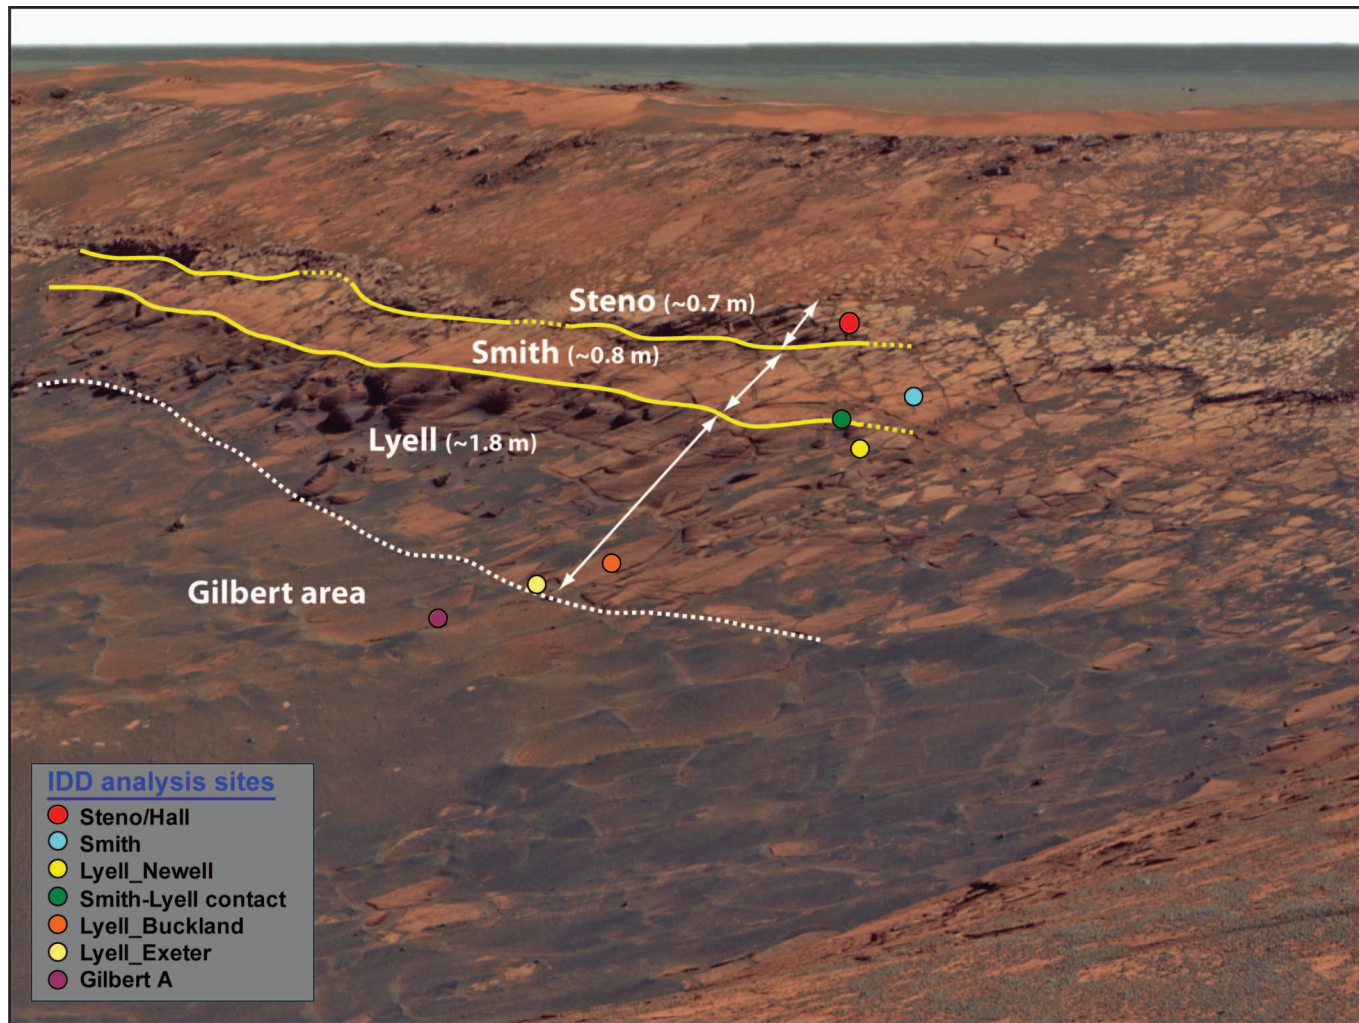 Steno (~0.7 m)
Smith (~0.8 m)
Lyell (~1.8 m)
Gilbert area
IDD analysis sites
Steno/Hall
Smith
Lyell_Newell
Smith-Lyell contact
Lyell_Buckland
Lyell_Exeter
Gilbert A